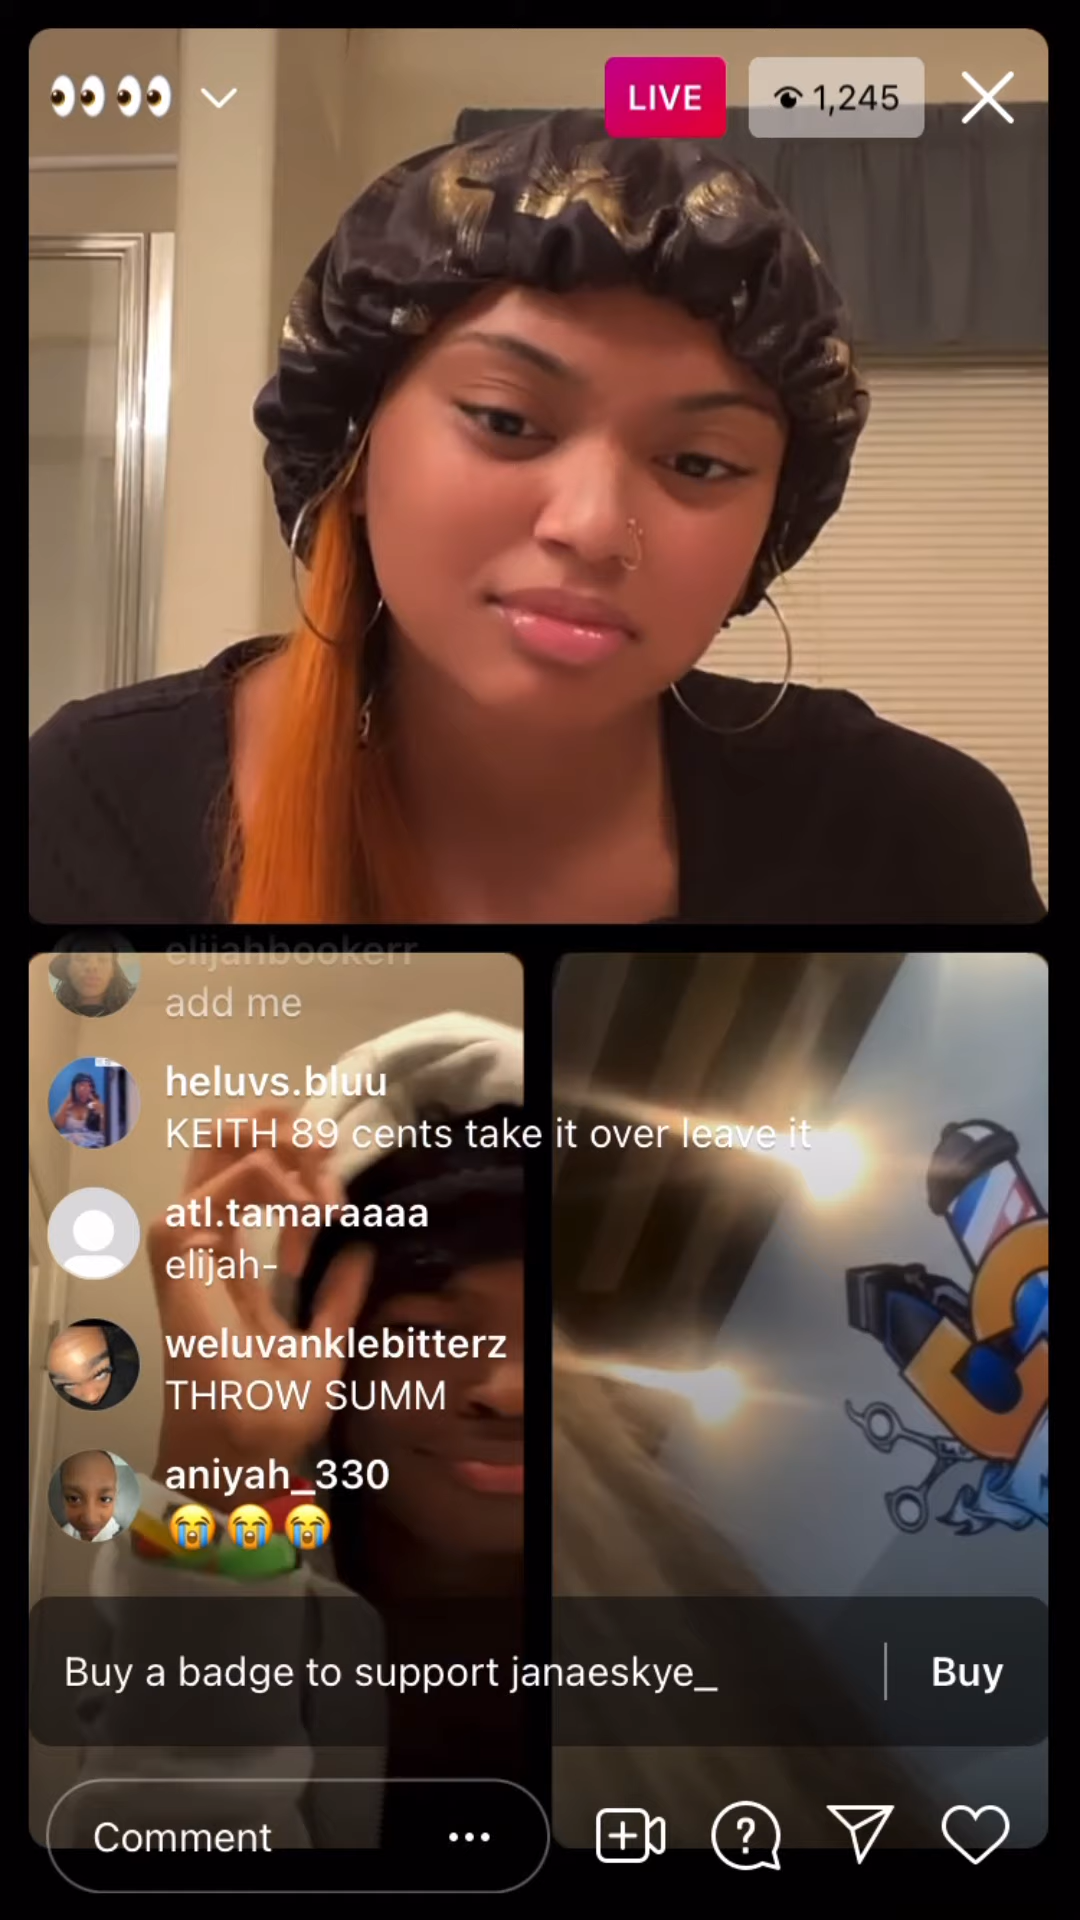 👀👀
LIVE
1,245
elijahbookerr
add me
heluvs.bluu
KEITH 89 cents take it over leave it
atl.tamaraaaa
elijah-
weluvanklebitterz
THROW SUMM
aniyah_330
😭😭😭
Buy a badge to support janaeskye_
Buy
Comment